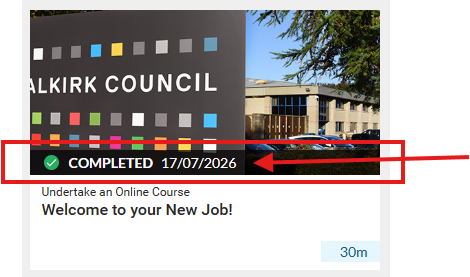 ALKIRK COUNCIL
COMPLETED 17/07/2026
Undertake an Online Course
Welcome to your New Job!
30m